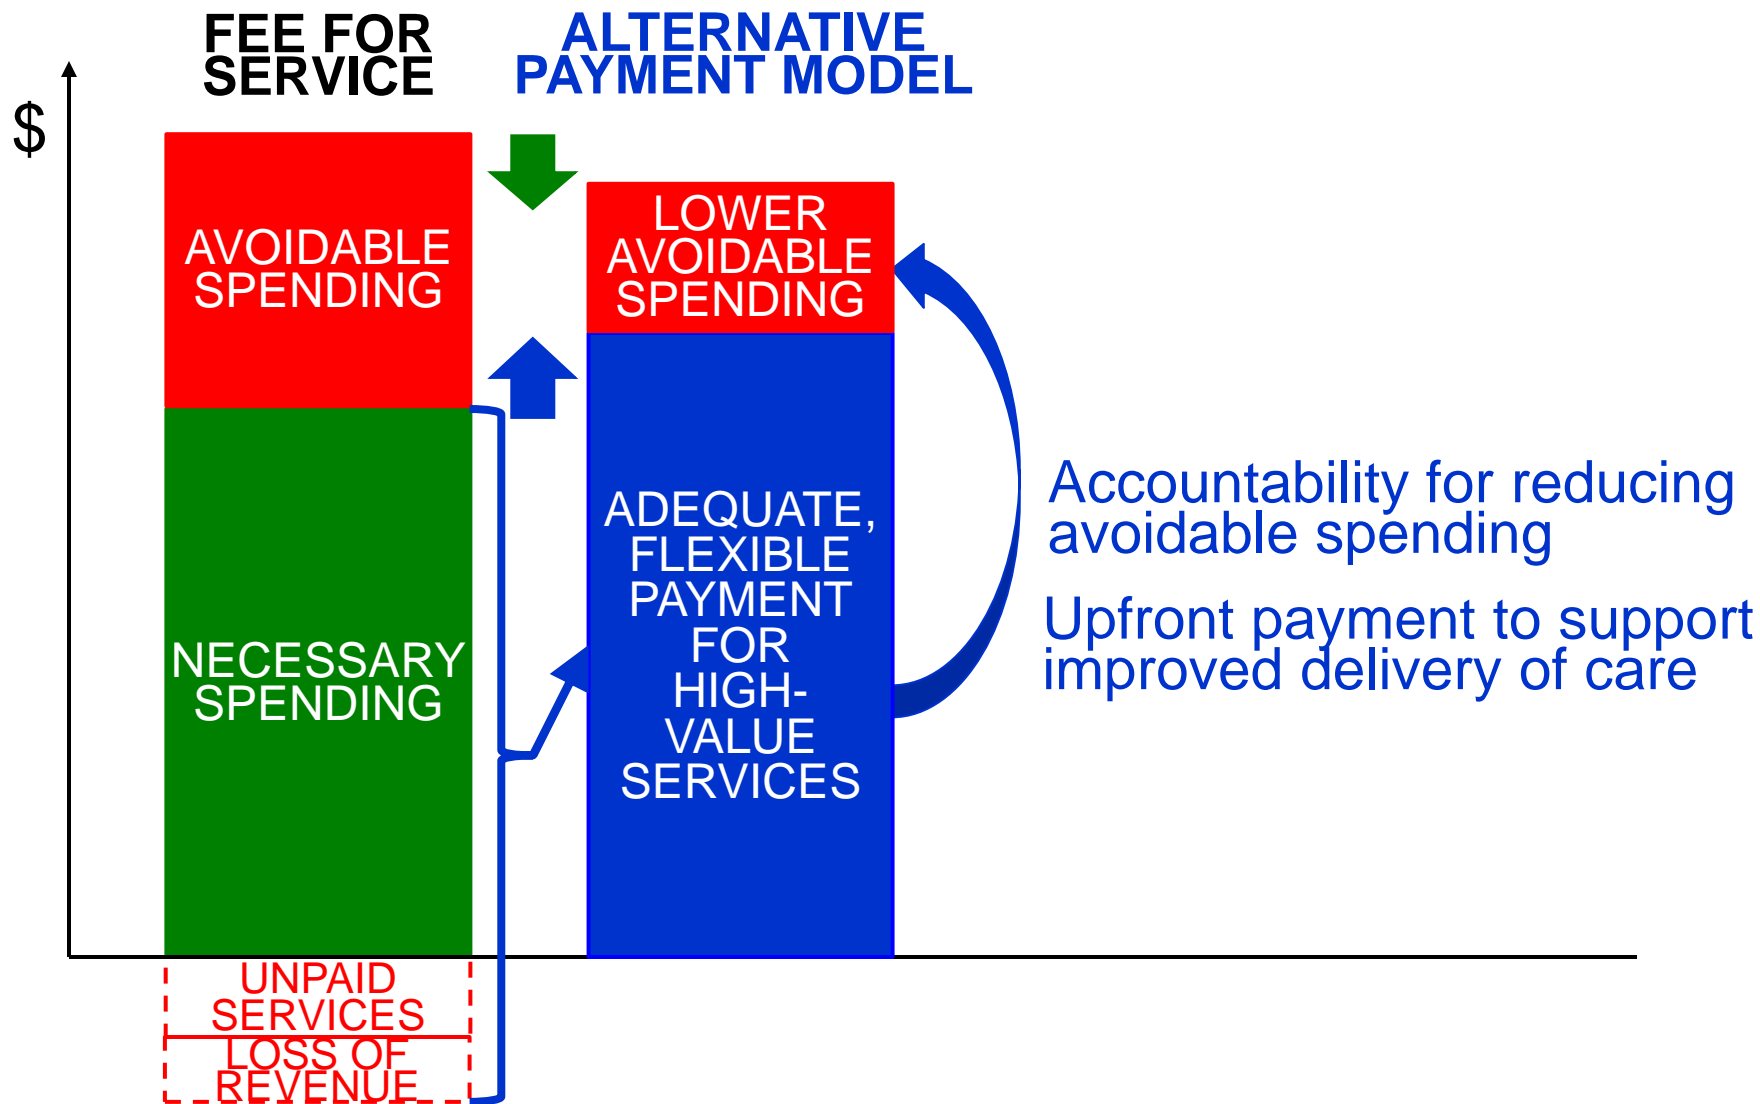 FEE FOR
SERVICE
ALTERNATIVE
PAYMENT MODEL
$
AVOIDABLE
SPENDING
LOWER
AVOIDABLE
SPENDING
NECESSARY
SPENDING
ADEQUATE,
FLEXIBLE
PAYMENT
FOR
HIGH-
VALUE
SERVICES
Accountability for reducing
avoidable spending
Upfront payment to support
improved delivery of care
UNPAID
SERVICES
LOSS OF
REVENUE